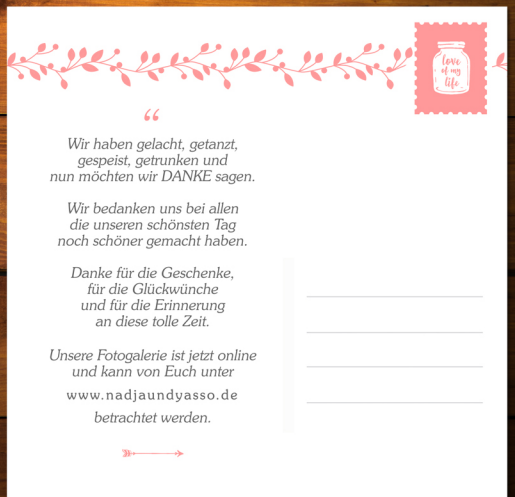 love
of my
life
“
Wir haben gelacht, getanzt,
gespeist, getrunken und
nun möchten wir DANKE sagen.
Wir bedanken uns bei allen
die unseren schönsten Tag
noch schöner gemacht haben.
Danke für die Geschenke,
für die Glückwünche
und für die Erinnerung
an diese tolle Zeit.
Unsere Fotogalerie ist jetzt online
und kann von Euch unter
www.nadjaundyasso.de
betrachtet werden.